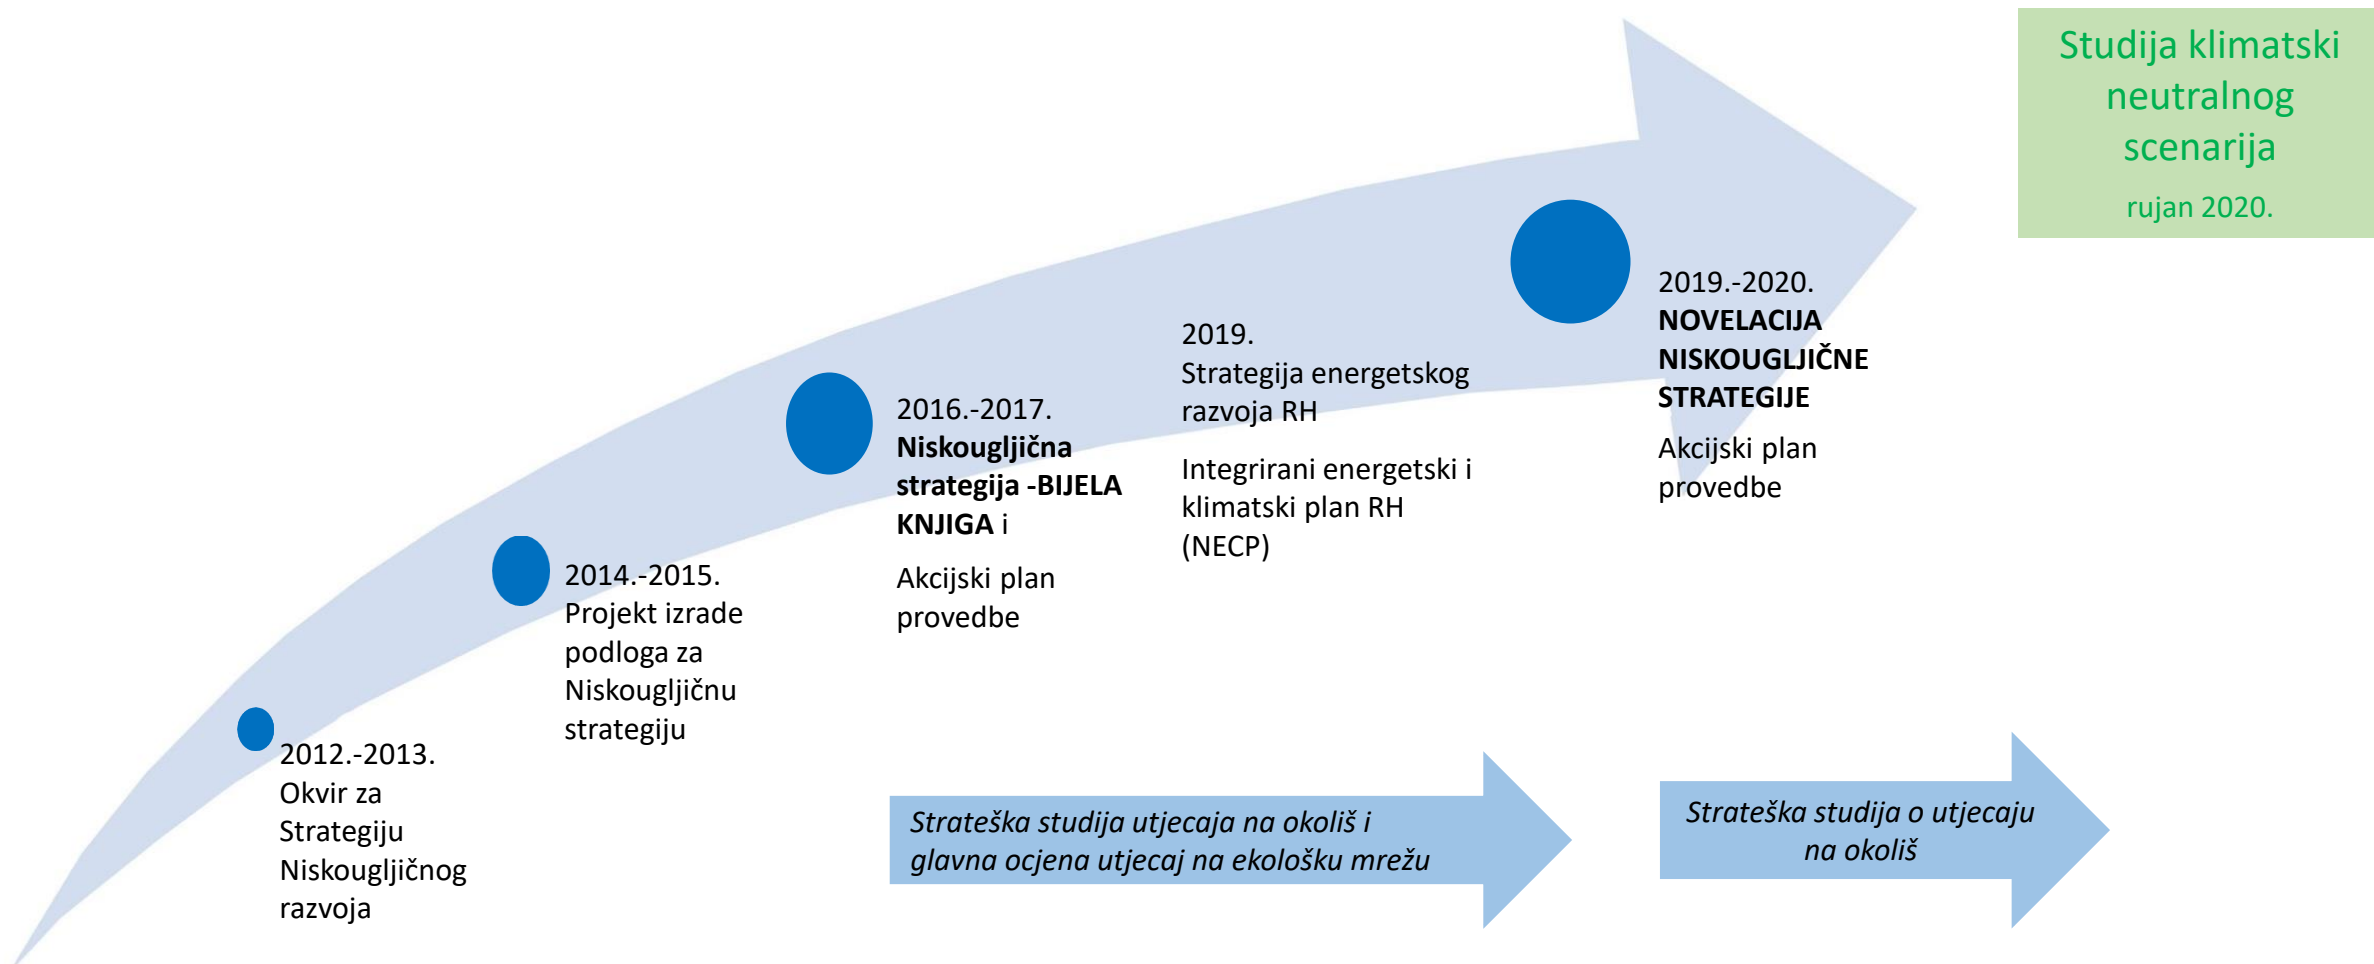 Studija klimatski
neutralnog
scenarija
rujan 2020.
2012.-2013.
Okvir za
Strategiju
Niskougljičnog
razvoja
2014.-2015.
Projekt izrade
podloga za
Niskougljičnu
strategiju
2016.-2017.
Niskougljična
strategija -BIJELA
KNJIGA i
Akcijski plan
provedbe
2019.
Strategija energetskog
razvoja RH
Integrirani energetski i
klimatski plan RH
(NECP)
2019.-2020.
NOVELACIJA
NISKOUGLJIČNE
STRATEGIJE
Akcijski plan
provedbe
Strateška studija utjecaja na okoliš i
glavna ocjena utjecaj na ekološku mrežu
Strateška studija o utjecaju
na okoliš